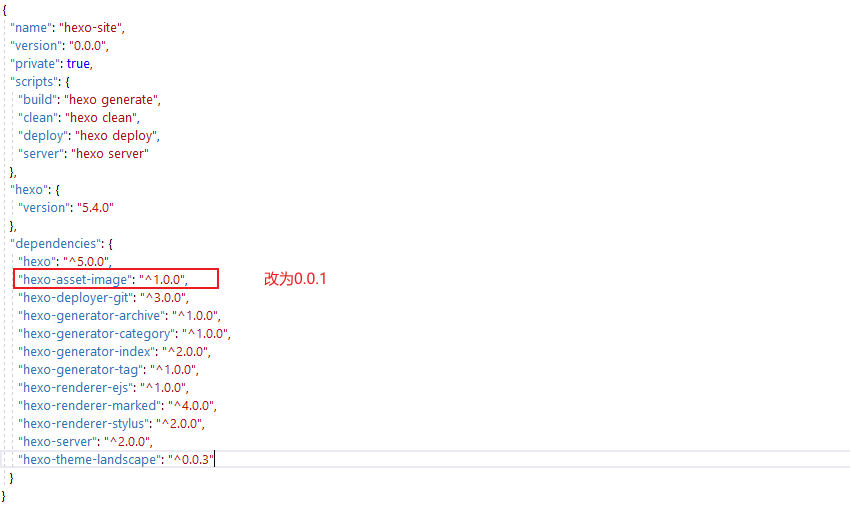 {
"name": "hexo-site",
"version": "0.0.0",
"private": true,
"scripts": {
"build": "hexo generate",
"clean": "hexo clean",
"deploy": "hexo deploy",
"server": "hexo server"
},
"hexo": {
"version": "5.4.0"
},
"dependencies": {
"hexo": "^5.0.0",
"hexo-asset-image": "^1.0.0", 改为0.0.1
"hexo-deployer-git": "^3.0.0",
"hexo-generator-archive": "^1.0.0",
"hexo-generator-category": "^1.0.0",
"hexo-generator-index": "^2.0.0",
"hexo-generator-tag": "^1.0.0",
"hexo-renderer-ejs": "^1.0.0",
"hexo-renderer-marked": "^4.0.0",
"hexo-renderer-stylus": "^2.0.0",
"hexo-server": "^2.0.0",
"hexo-theme-landscape": "^0.0.3"
}
}